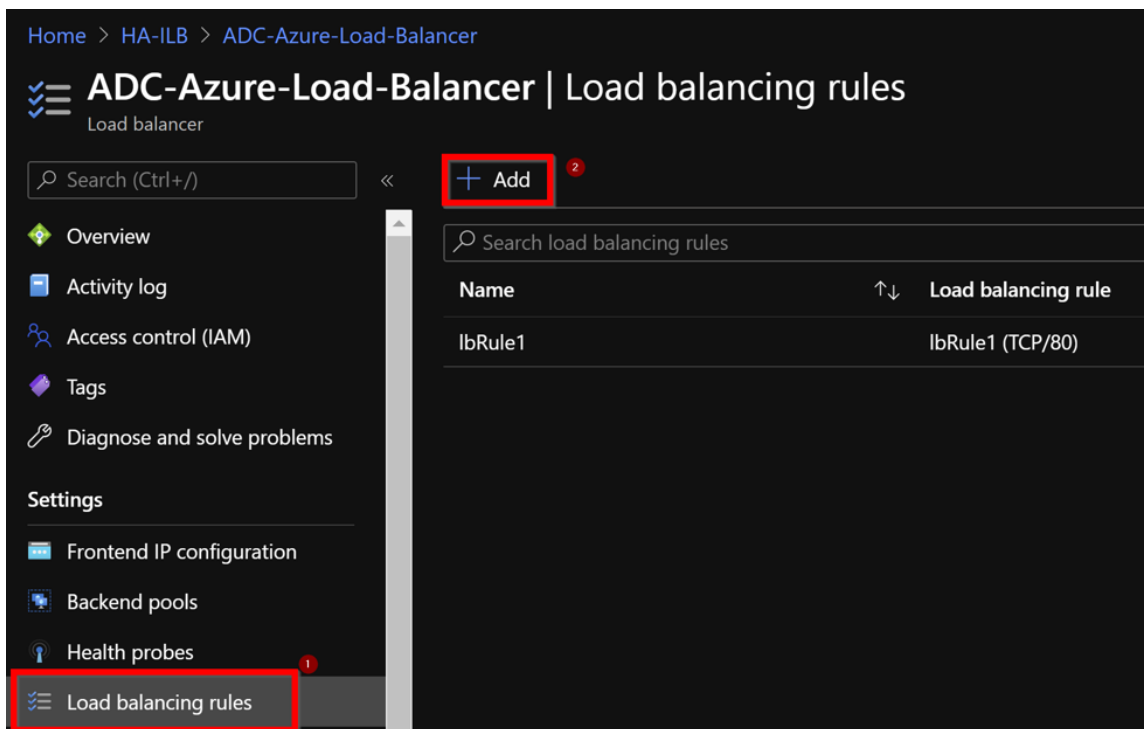 Home > HA-ILB > ADC-Azure-Load-Balancer
ADC-Azure-Load-Balancer | Load balancing rules
Load balancer
Search (Ctrl+/)
«
+ Add
2
Overview
Activity log
Access control (IAM)
Tags
Diagnose and solve problems
Settings
Frontend IP configuration
Backend pools
Health probes
1
Load balancing rules
Search load balancing rules
Name ↑↓ Load balancing rule
lbRule1 lbRule1 (TCP/80)